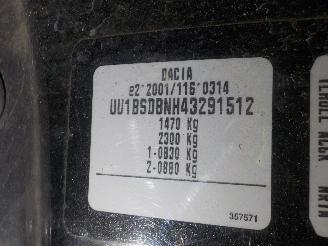 DACIA
e2*2001/116*0314
UU1BSDBNH43291512
1470 Kg
2300 Kg
1-0830 Kg
2-0880 Kg
357571